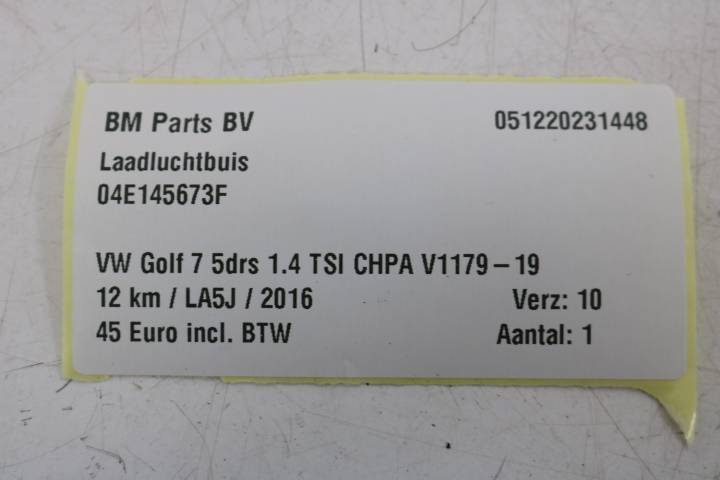 BM Parts BV 051220231448
Laadluchtbuis
04E145673F
VW Golf 7 5drs 1.4 TSI CHPA V1179 – 19
12 km / LA5J / 2016 Verz: 10
45 Euro incl. BTW Aantal: 1